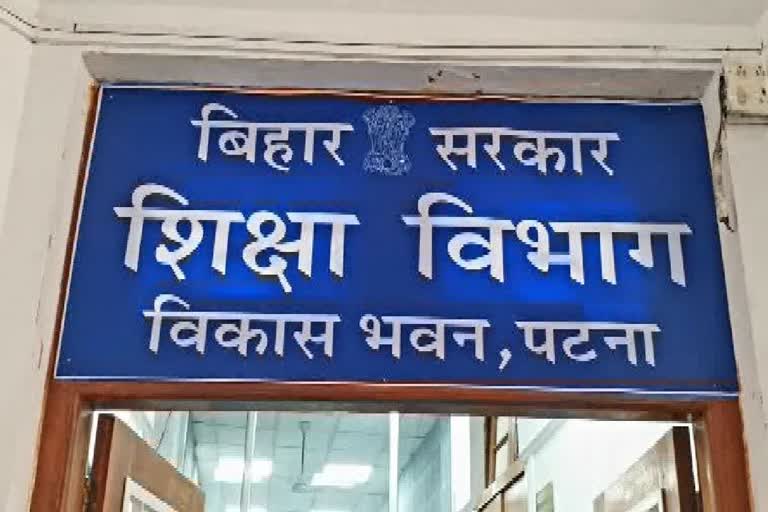 बिहार सरकार
शिक्षा विभाग
विकास भवन, पटना